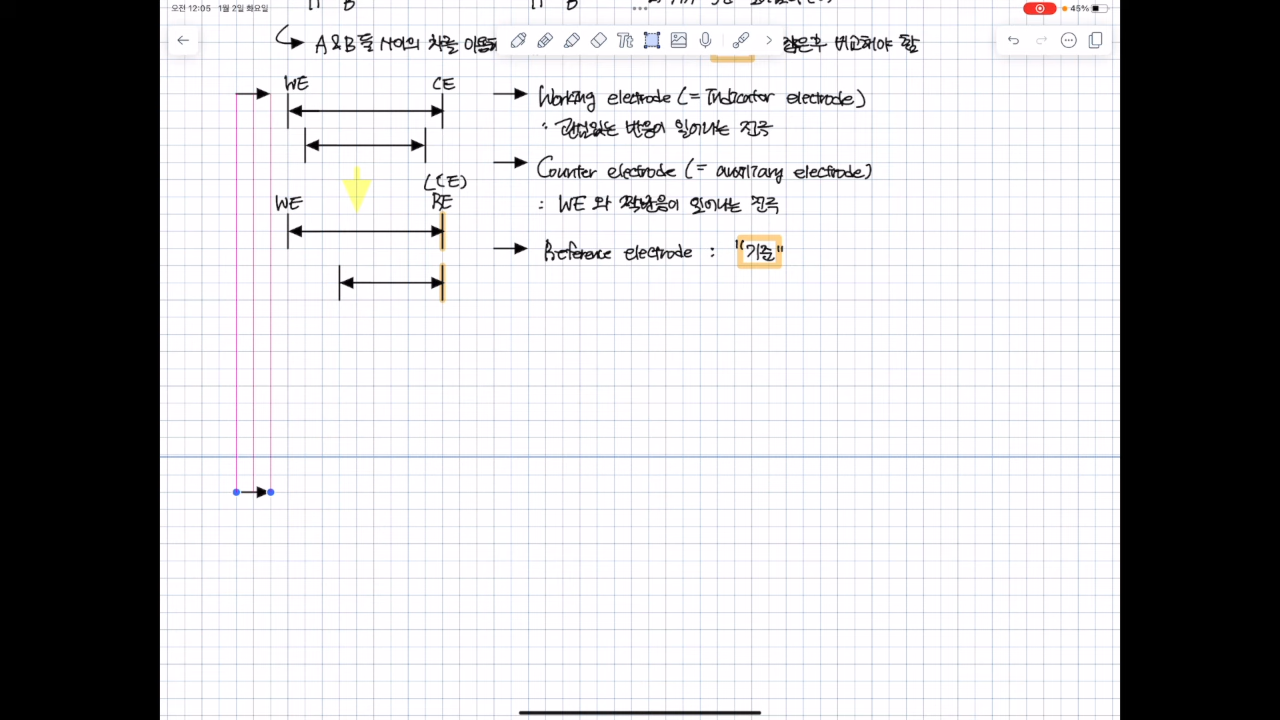 오전 12:05 1월 2일 화요일
45%
B
B
A & B 둘 사이의 차를 이용해
잡은후 비교해야 함
WE CE
Working electrode (= Indicator electrode)
: 관심있는 반응이 일어나는 전극
Counter electrode (= auxiliary electrode)
(CE)
WE RE
: WE 와 짝반응이 일어나는 전극
Reference electrode : "기준"